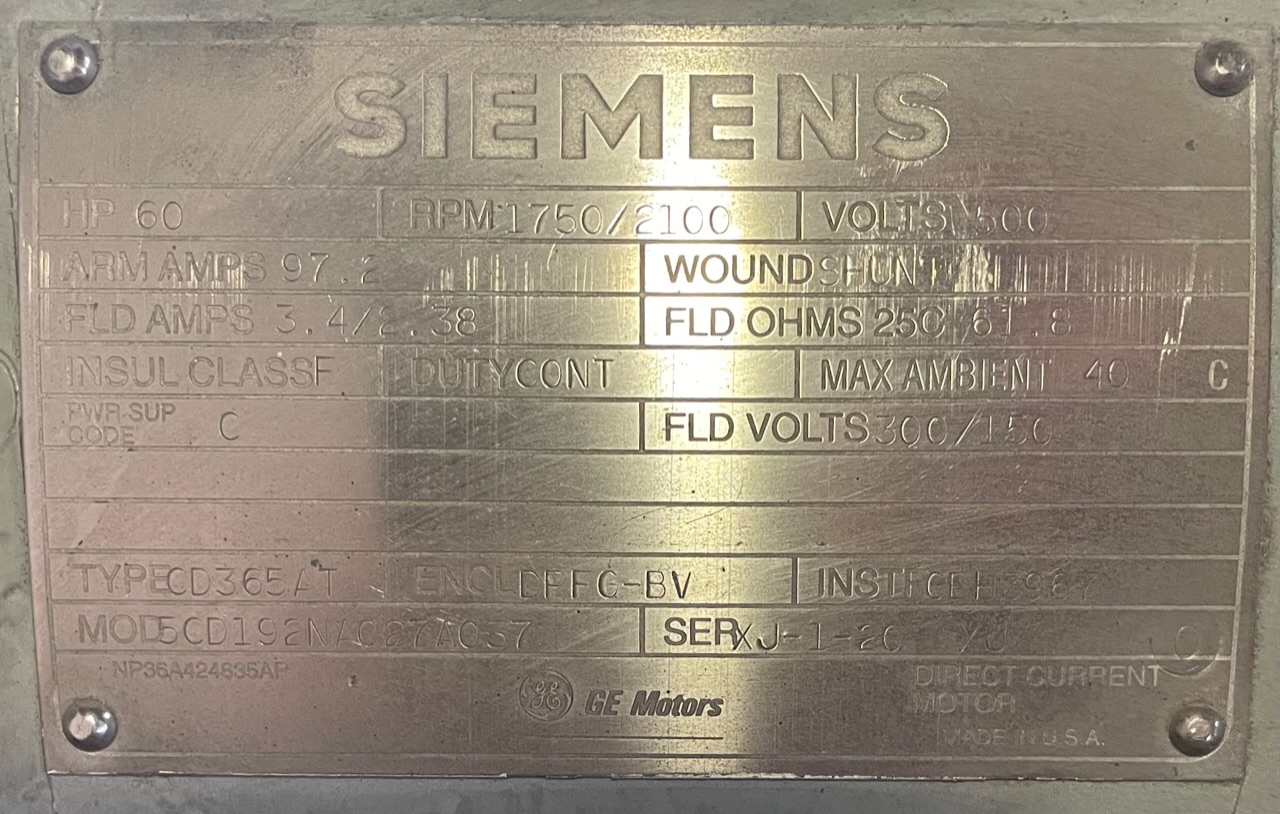 SIEMENS
HP 60 RPM 1750/2100 VOLTS 500
ARM AMPS 97.2 WOUND SHUNT
FLD AMPS 3.4/2.38 FLD OHMS 25C 61.8
INSUL CLASS F DUTY CONT MAX AMBIENT 40 C
PWR SUP CODE C FLD VOLTS 300/150
TYPE CD365AT ENCL DPFG-BV INST
MOD 5CD192NA027A037 SER XJ-1-20 XJ
NP36A424835AP
GE GE Motors
DIRECT CURRENT
MOTOR
MADE IN U.S.A.